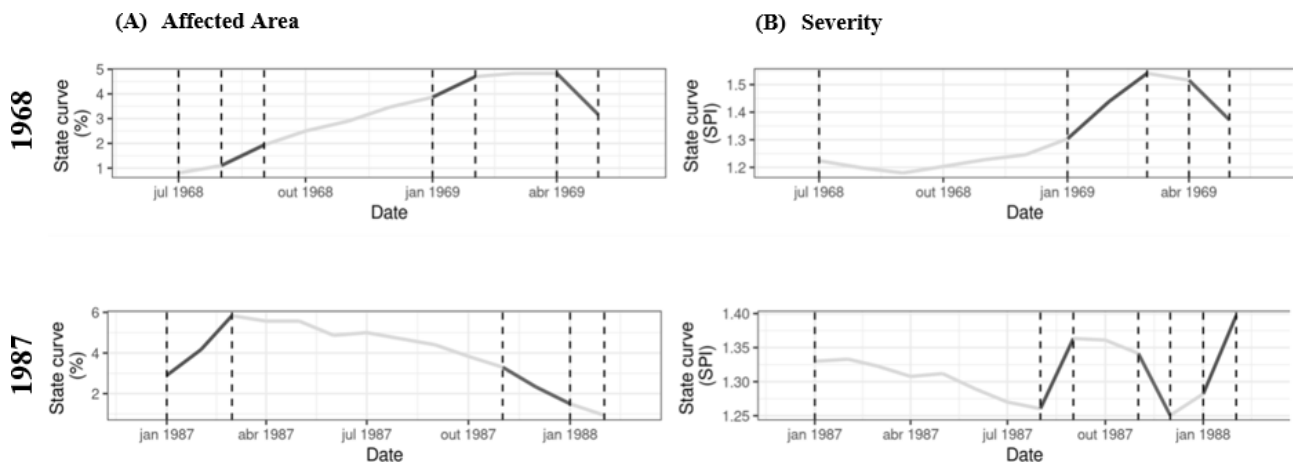 (A) Affected Area
(B) Severity
1968
State curve
(%)
5
4
3
2
1
jul 1968
out 1968
jan 1969
abr 1969
Date
State curve
(SPI)
1.5
1.4
1.3
1.2
jul 1968
out 1968
jan 1969
abr 1969
Date
1987
State curve
(%)
6
4
2
jan 1987
abr 1987
jul 1987
out 1987
jan 1988
Date
State curve
(SPI)
1.40
1.35
1.30
1.25
jan 1987
abr 1987
jul 1987
out 1987
jan 1988
Date